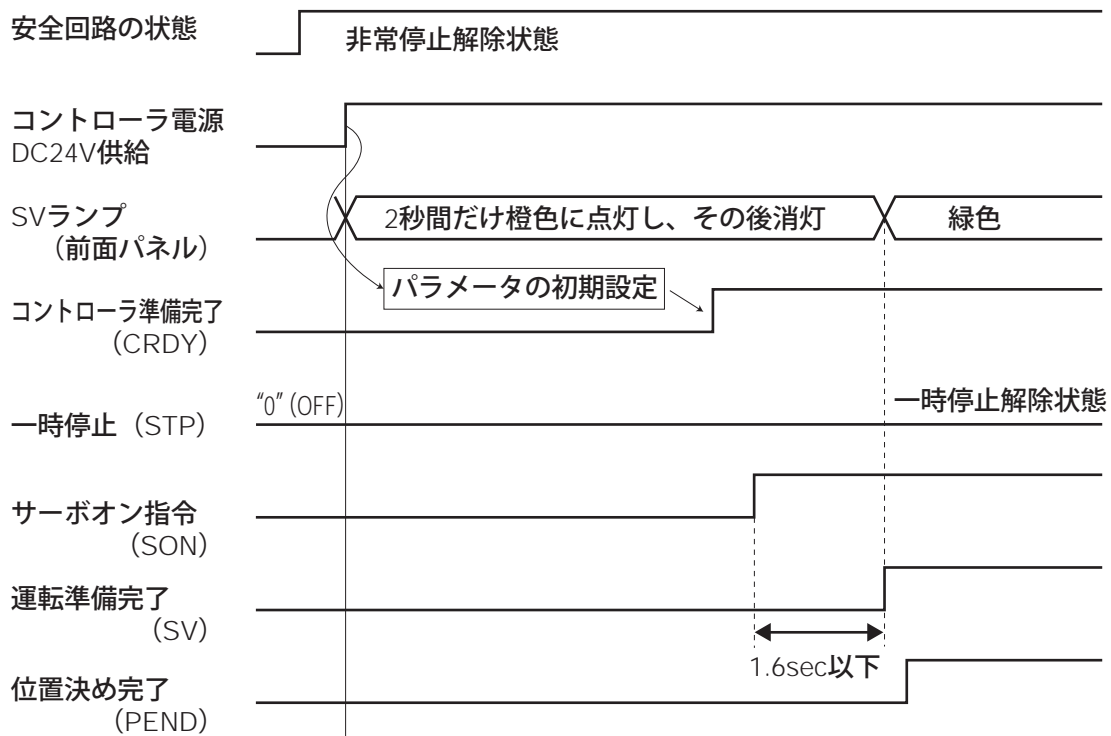 安全回路の状態
非常停止解除状態
コントローラ電源
DC24V供給
SVランプ
(前面パネル)
2秒間だけ橙色に点灯し、その後消灯
緑色
パラメータの初期設定
コントローラ準備完了
(CRDY)
“0” (OFF)
一時停止解除状態
一時停止 (STP)
サーボオン指令
(SON)
運転準備完了
(SV)
1.6sec以下
位置決め完了
(PEND)